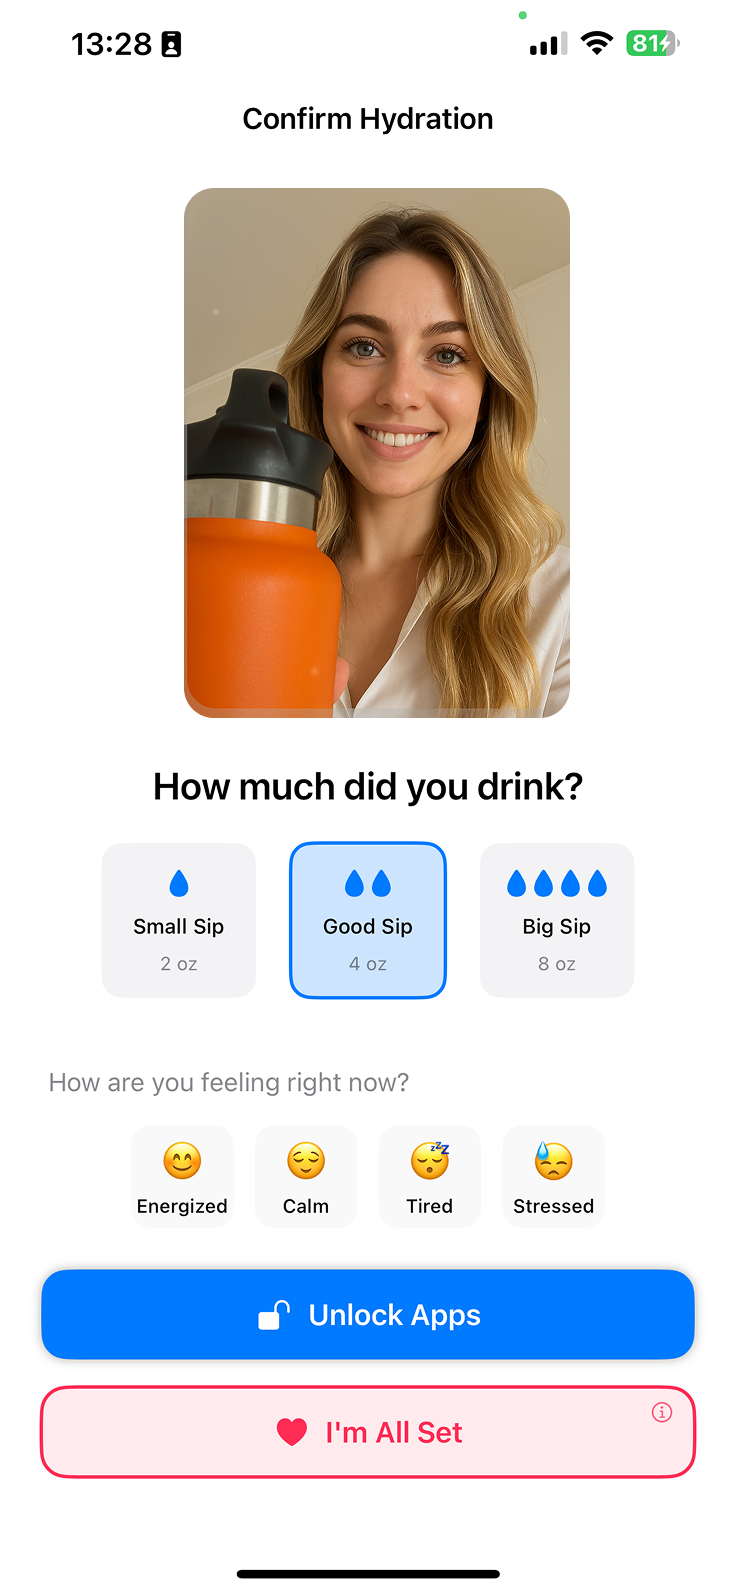 13:28
81
Confirm Hydration
How much did you drink?
Small Sip
2 oz
Good Sip
4 oz
Big Sip
8 oz
How are you feeling right now?
Energized
Calm
Tired
Stressed
Unlock Apps
I'm All Set